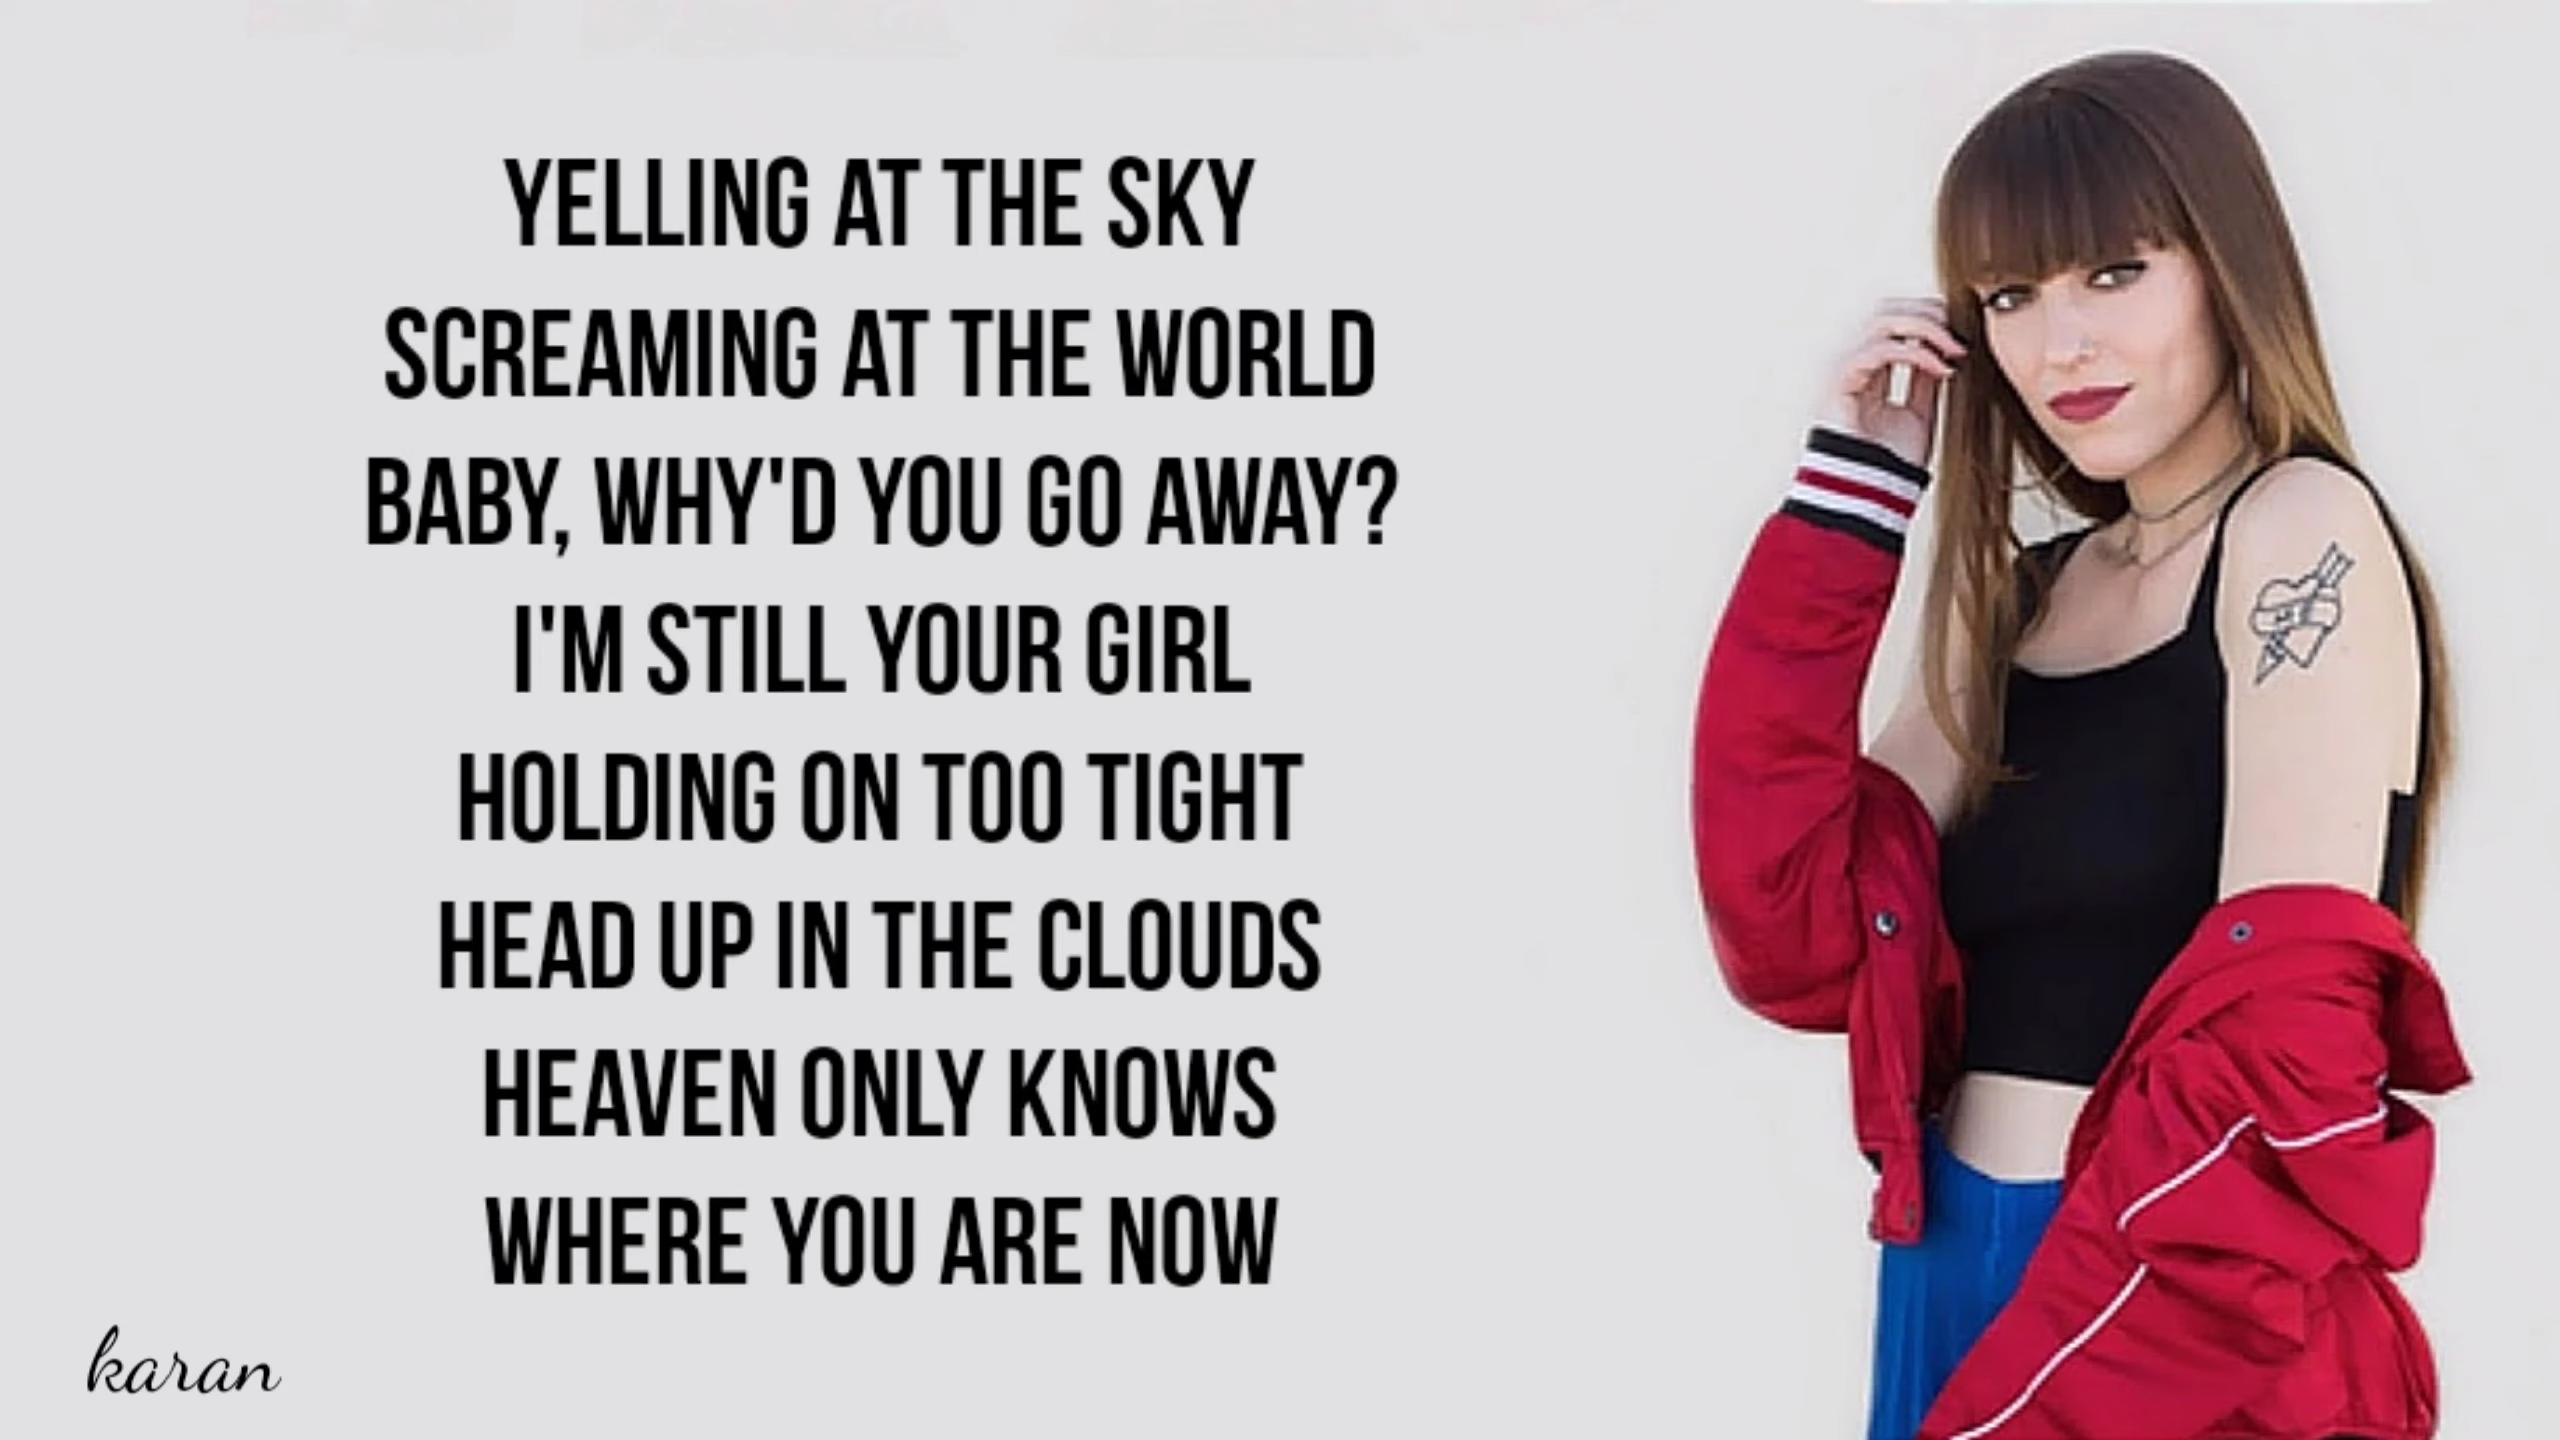 YELLING AT THE SKY
SCREAMING AT THE WORLD
BABY, WHY'D YOU GO AWAY?
I'M STILL YOUR GIRL
HOLDING ON TOO TIGHT
HEAD UP IN THE CLOUDS
HEAVEN ONLY KNOWS
WHERE YOU ARE NOW
karan